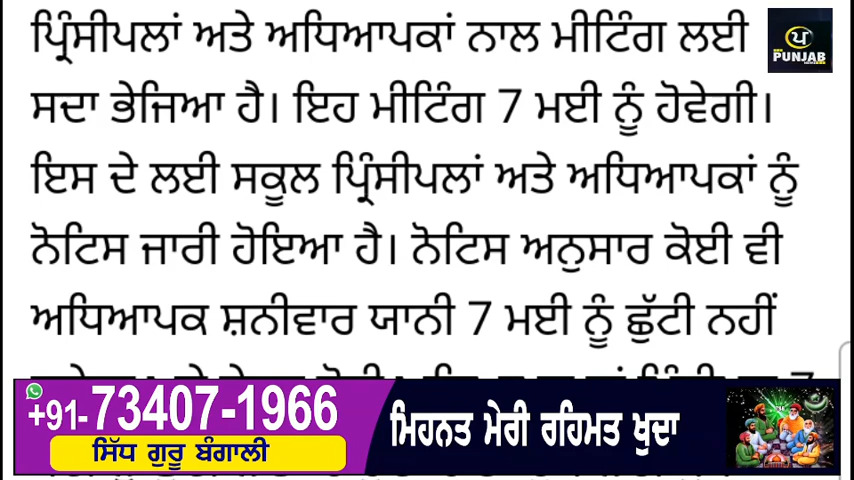 ਪ੍ਰਿੰਸੀਪਲਾਂ ਅਤੇ ਅਧਿਆਪਕਾਂ ਨਾਲ ਮੀਟਿੰਗ ਲਈ
ਪ
PUNJAB
ਸਦਾ ਭੇਜਿਆ ਹੈ। ਇਹ ਮੀਟਿੰਗ 7 ਮਈ ਨੂੰ ਹੋਵੇਗੀ।
ਇਸ ਦੇ ਲਈ ਸਕੂਲ ਪ੍ਰਿੰਸੀਪਲਾਂ ਅਤੇ ਅਧਿਆਪਕਾਂ ਨੂੰ
ਨੋਟਿਸ ਜਾਰੀ ਹੋਇਆ ਹੈ। ਨੋਟਿਸ ਅਨੁਸਾਰ ਕੋਈ ਵੀ
ਅਧਿਆਪਕ ਸ਼ਨੀਵਾਰ ਯਾਨੀ 7 ਮਈ ਨੂੰ ਛੁੱਟੀ ਨਹੀਂ
+91-73407-1966
ਸਿੱਧ ਗੁਰੂ ਬੰਗਾਲੀ
ਮਿਹਨਤ ਮੇਰੀ ਰਹਿਮਤ ਖੁਦਾ